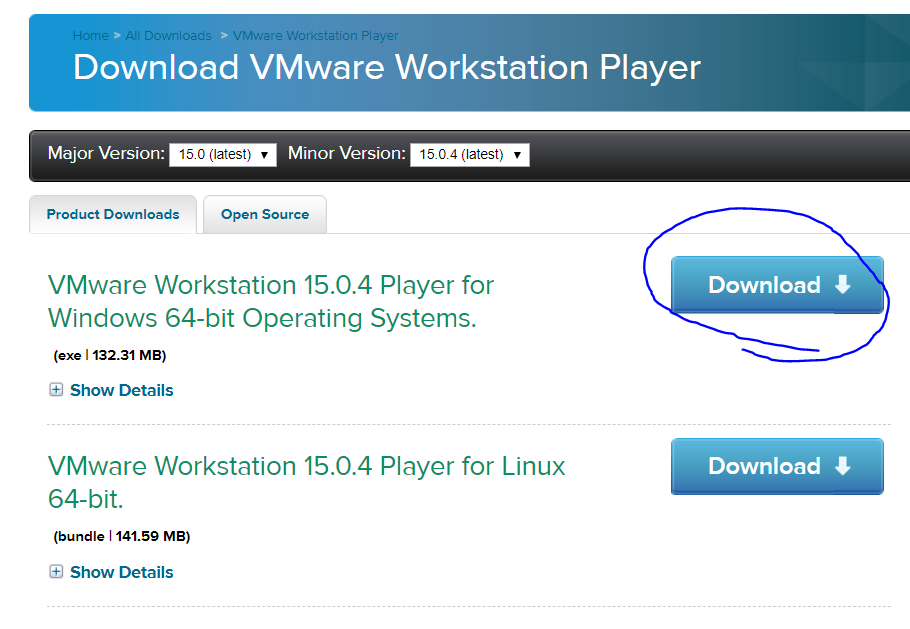 Home > All Downloads > VMware Workstation Player
Download VMware Workstation Player
Major Version: 15.0 (latest) ▼ Minor Version: 15.0.4 (latest) ▼
Product Downloads Open Source
VMware Workstation 15.0.4 Player for
Windows 64-bit Operating Systems.
Download
(exe | 132.31 MB)
Show Details
VMware Workstation 15.0.4 Player for Linux
64-bit.
Download
(bundle | 141.59 MB)
Show Details